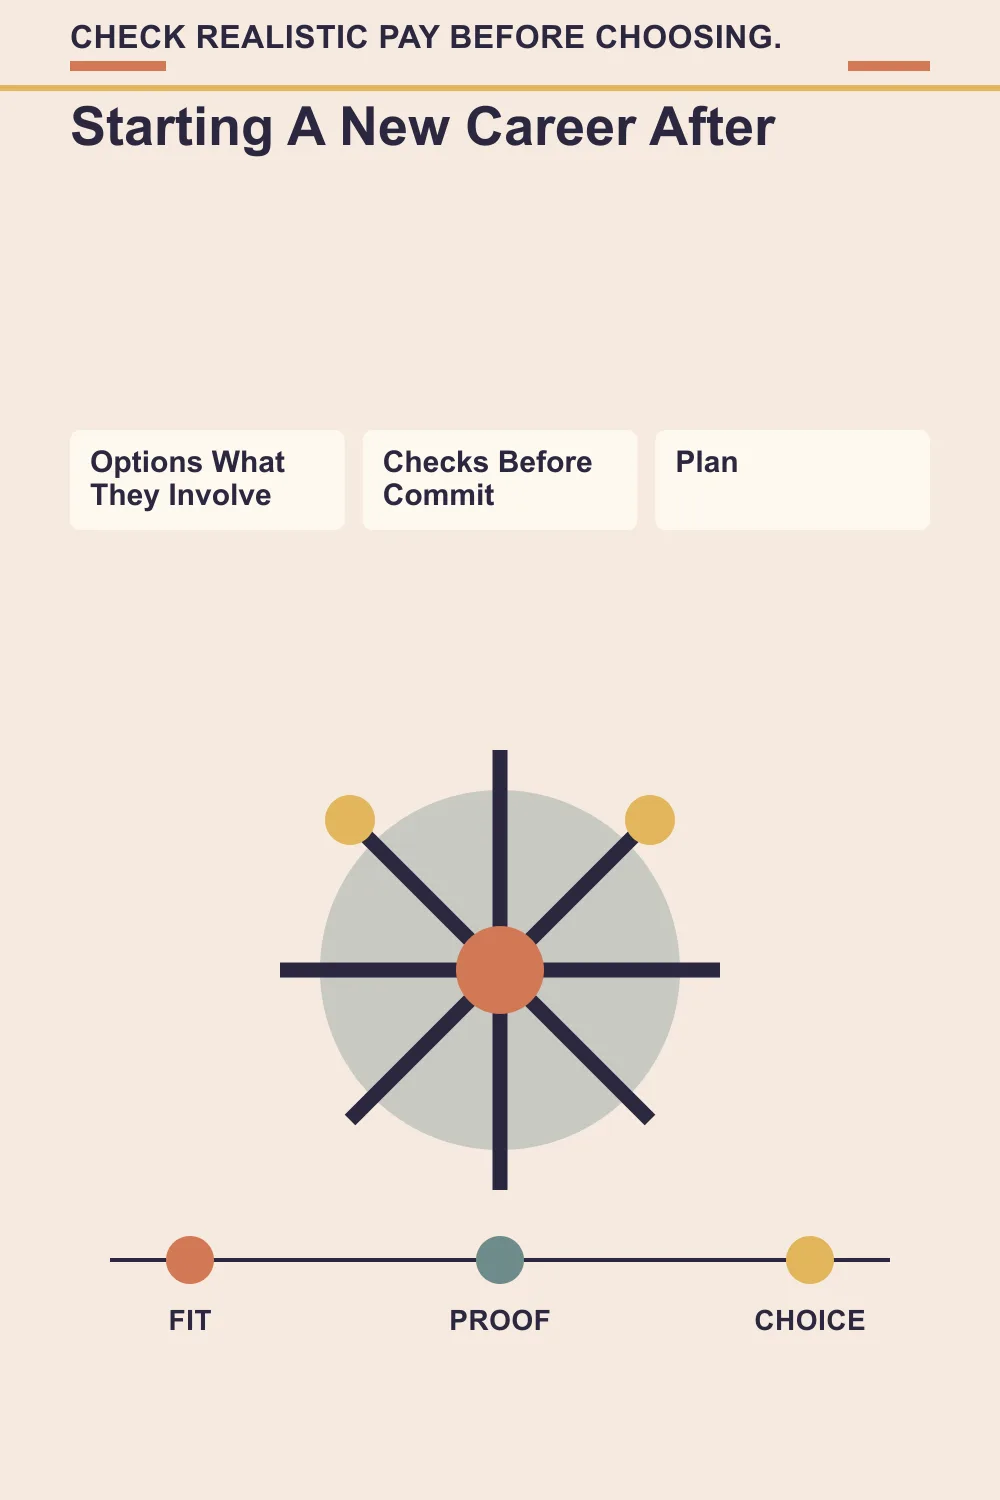 CHECK REALISTIC PAY BEFORE CHOOSING.
Starting A New Career After
Options What
They Involve
Checks Before
Commit
Plan
FIT
PROOF
CHOICE